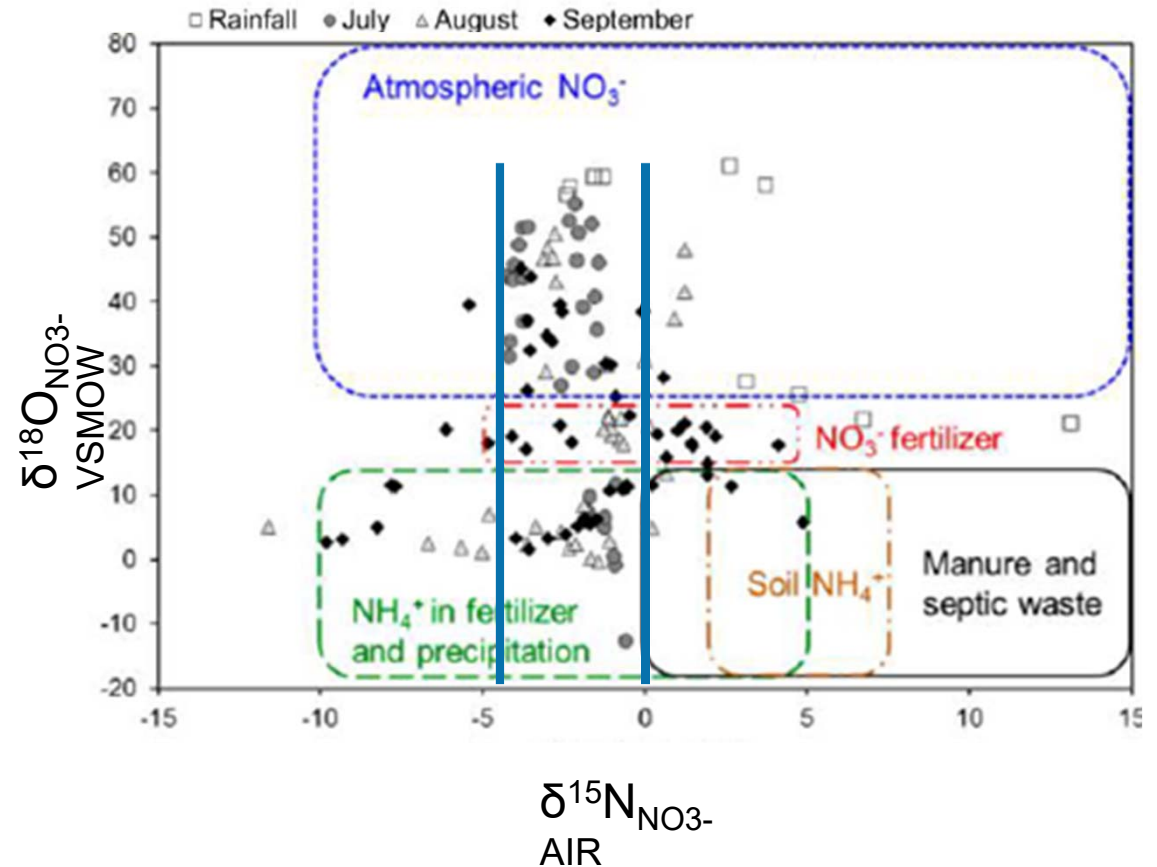 Rainfall July August September
80
70
60
50
40
30
20
10
0
-10
-20
-15 -10 -5 0 5 10 15
Atmospheric NO₃⁻
NO₃⁻ fertilizer
NH₄⁺ in fertilizer
and precipitation
Soil NH₄⁺
Manure and
septic waste
δ¹⁸O_NO3-
VSMOW
δ¹⁵N_NO3-
AIR